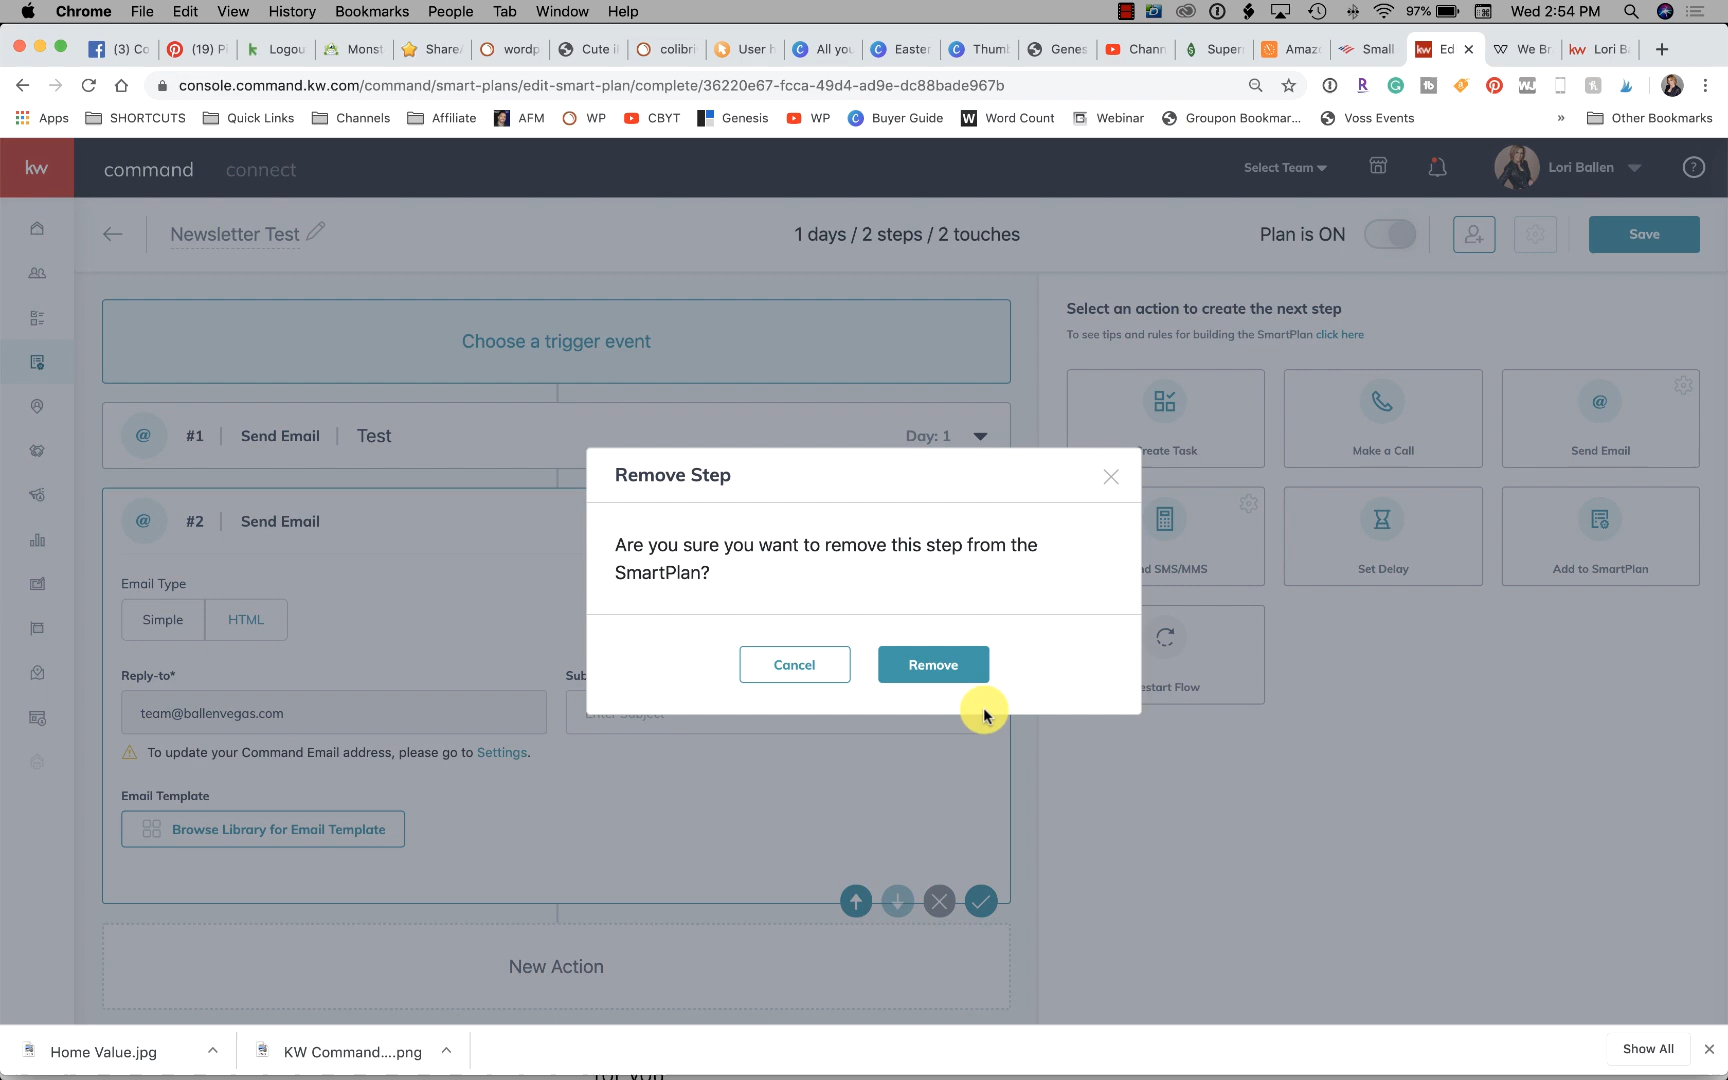 Chrome File Edit View History Bookmarks People Tab Window Help 97% Wed 2:54 PM
(3) Co (19) Pi Logou Monst Share wordp Cute i colibri User h All you Easter Thumb Genes Chann Super Amaz Small Ed We Br Lori B
console.command.kw.com/command/smart-plans/edit-smart-plan/complete/36220e67-fcca-49d4-ad9e-dc88bade967b
Apps SHORTCUTS Quick Links Channels Affiliate AFM WP CBYT Genesis WP Buyer Guide Word Count Webinar Groupon Bookmar... Voss Events » Other Bookmarks
kw command connect Select Team Lori Ballen
Newsletter Test 1 days / 2 steps / 2 touches Plan is ON Save
Choose a trigger event
#1 Send Email Test Day: 1
#2 Send Email
Email Type
Simple HTML
Reply-to*
team@ballenvegas.com
Enter Subject
To update your Command Email address, please go to Settings.
Email Template
Browse Library for Email Template
New Action
Select an action to create the next step
To see tips and rules for building the SmartPlan click here
reate Task Make a Call Send Email
d SMS/MMS Set Delay Add to SmartPlan
estart Flow
Remove Step
Are you sure you want to remove this step from the
SmartPlan?
Cancel Remove
Home Value.jpg KW Command....png Show All